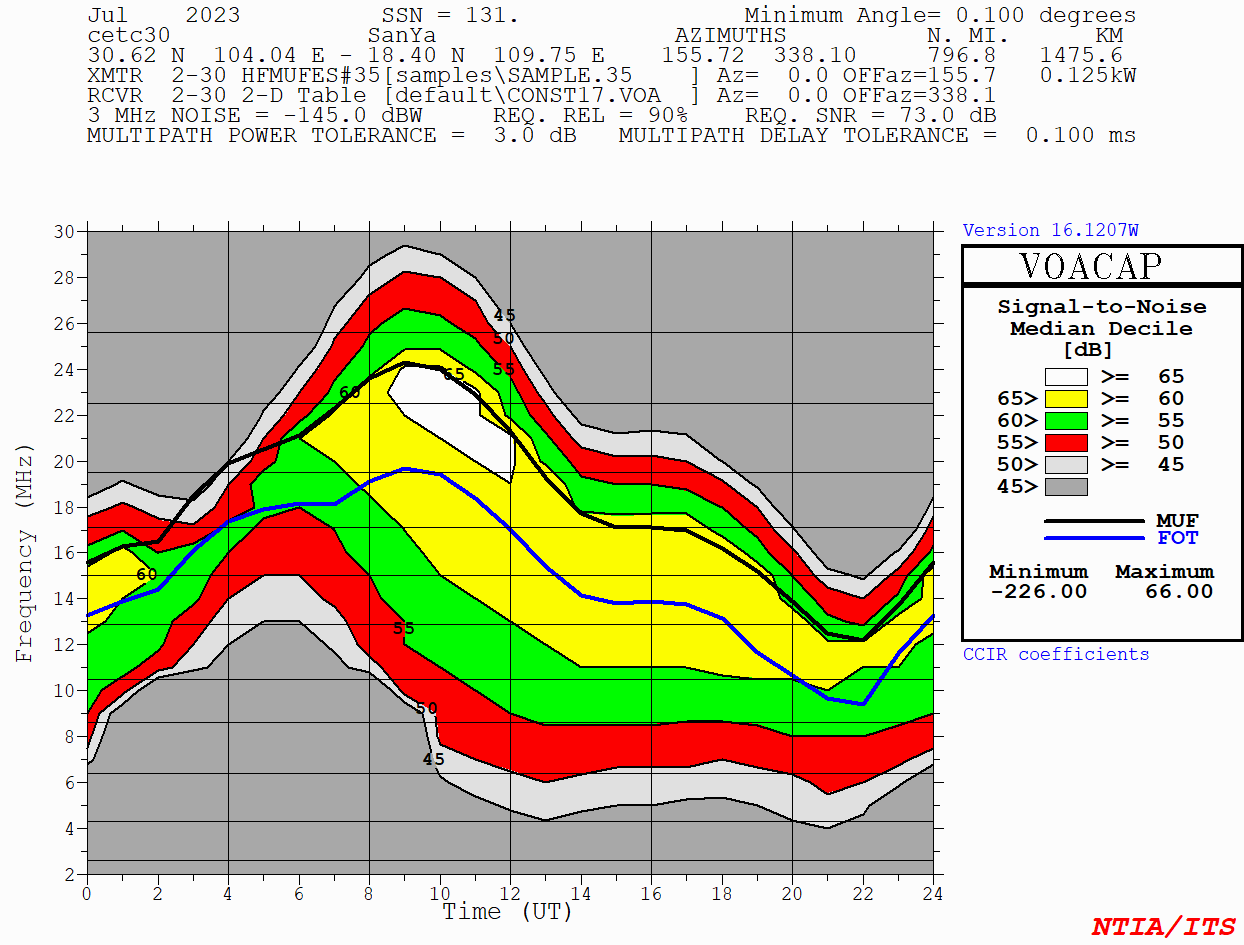 Jul    2023          SSN = 131.                Minimum Angle= 0.100 degrees
cetc30              SanYa                 AZIMUTHS          N. MI.      KM
30.62 N  104.04 E - 18.40 N  109.75 E    155.72  338.10     796.8   1475.6
XMTR  2-30 HFMUFES#35[samples\SAMPLE.35    ] Az=  0.0 OFFaz=155.7   0.125kW
RCVR  2-30 2-D Table [default\CONST17.VOA  ] Az=  0.0 OFFaz=338.1
3 MHz NOISE = -145.0 dBW     REQ. REL = 90%    REQ. SNR = 73.0 dB
MULTIPATH POWER TOLERANCE =  3.0 dB   MULTIPATH DELAY TOLERANCE =  0.100 ms
Version 16.1207W
VOACAP
Signal-to-Noise
Median Decile
[dB]
>= 65
65> >= 60
60> >= 55
55> >= 50
50> >= 45
45>
MUF
FOT
Minimum Maximum
-226.00 66.00
CCIR coefficients
30
28
26
24
22
20
18
16
14
12
10
8
6
4
2
Frequency (MHz)
45
50
55
65
60
60
55
50
45
0 2 4 6 8 10 12 14 16 18 20 22 24
Time (UT)
NTIA/ITS